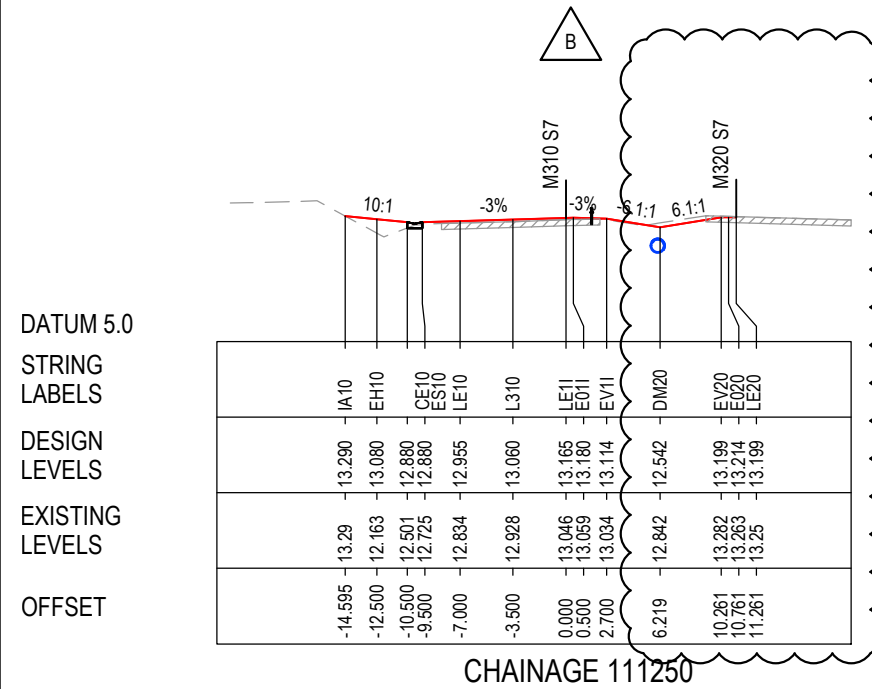 B
M310 S7
M320 S7
10:1
-3%
-3%
-6.1:1
6.1:1
DATUM 5.0
STRING
LABELS
IA10
EH10
CE10
ES10
LE10
L310
LE1I
E01I
EV1I
DM20
EV20
E020
LE20
DESIGN
LEVELS
13.290
13.080
12.880
12.880
12.955
13.060
13.165
13.180
13.114
12.542
13.199
13.214
13.199
EXISTING
LEVELS
13.29
12.163
12.501
12.725
12.834
12.928
13.046
13.059
13.034
12.842
13.282
13.263
13.25
OFFSET
-14.595
-12.500
-10.500
-9.500
-7.000
-3.500
0.000
0.500
2.700
6.219
10.261
10.761
11.261
CHAINAGE 111250